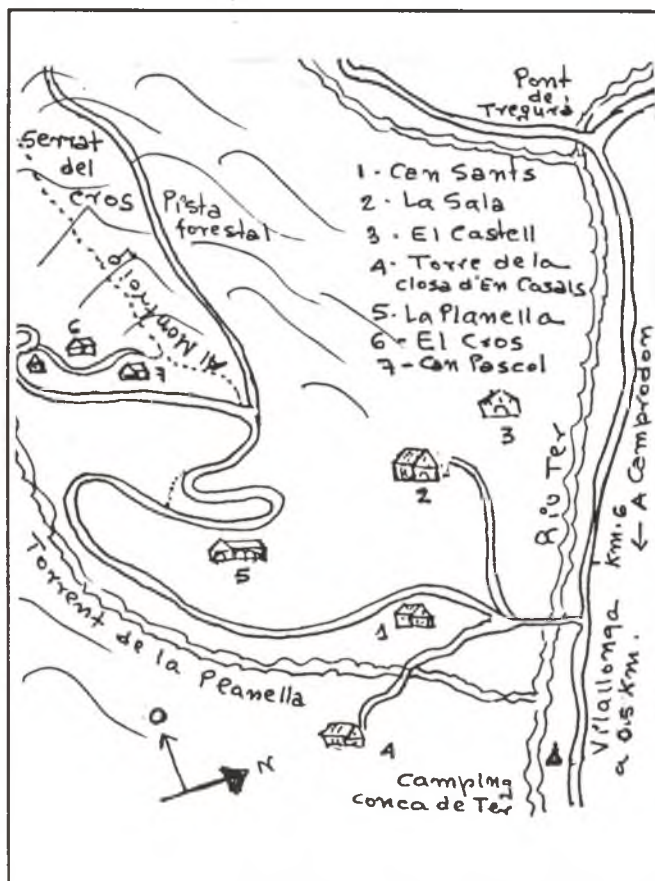 Pont
de
Tregurà
Serrat
del
Cros
Pista
forestal
1 - Can Sants
2 - La Sala
3 - El Castell
4 - Torre de la
closa d'En Casals
5 - La Planella
6 - El Cros
7 - Can Pascol
6
7
3
2
5
1
4
Riu Ter
km. 6
← A Camprodon
Vilallonga
a 0.5 km.
Torrent de la Planella
O
N
Camping
Conca de Ter